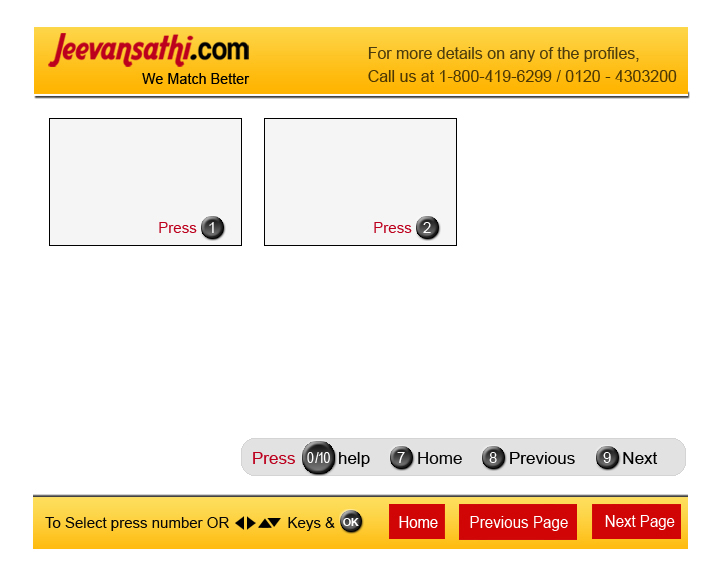 Jeevansathi.com
We Match Better
For more details on any of the profiles,
Call us at 1-800-419-6299 / 0120 - 4303200
Press 1
Press 2
Press 0/10 help 7 Home 8 Previous 9 Next
To Select press number OR ◀▶▲▼ Keys & OK
Home
Previous Page
Next Page